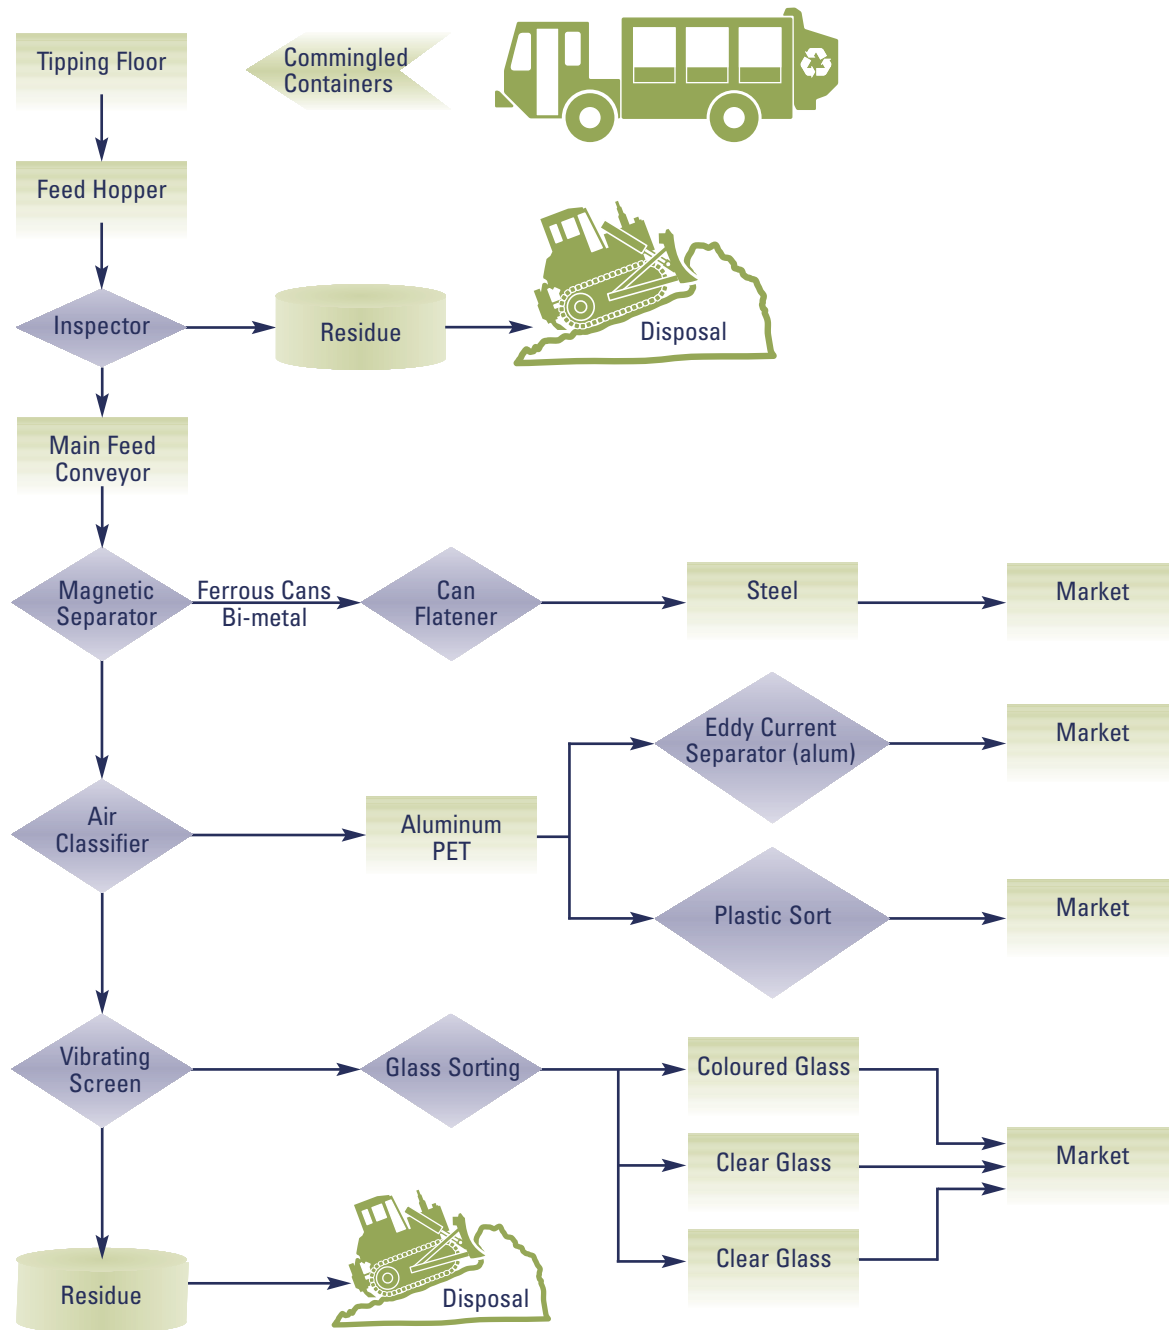 Tipping Floor
Commingled
Containers
Feed Hopper
Inspector
Residue
Disposal
Main Feed
Conveyor
Magnetic
Separator
Ferrous Cans
Bi-metal
Can
Flatener
Steel
Market
Eddy Current
Separator (alum)
Market
Air
Classifier
Aluminum
PET
Plastic Sort
Market
Vibrating
Screen
Glass Sorting
Coloured Glass
Clear Glass
Market
Clear Glass
Residue
Disposal